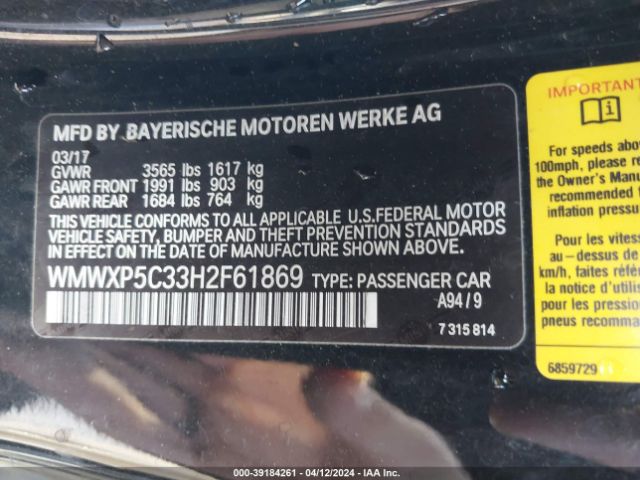 MFD BY BAYERISCHE MOTOREN WERKE AG
03/17
GVWR 3565 lbs 1617 kg
GAWR FRONT 1991 lbs 903 kg
GAWR REAR 1684 lbs 764 kg
THIS VEHICLE CONFORMS TO ALL APPLICABLE U.S.FEDERAL MOTOR
VEHICLE SAFETY, BUMPER AND THEFT PREVENTION STANDARDS
IN EFFECT ON THE DATE OF MANUFACTURE SHOWN ABOVE.
WMWXP5C33H2F61869 TYPE: PASSENGER CAR
A94/9
7 315 814
IMPORTANT
For speeds abov
100mph, please re
the Owner's Manu
recommended
inflation pressu
Pour les vitess
au-dessus de
km/h, faites référe
la notice d'utili
pour les pression
pneus recomma
6859729
000-39184261 - 04/12/2024 - IAA Inc.